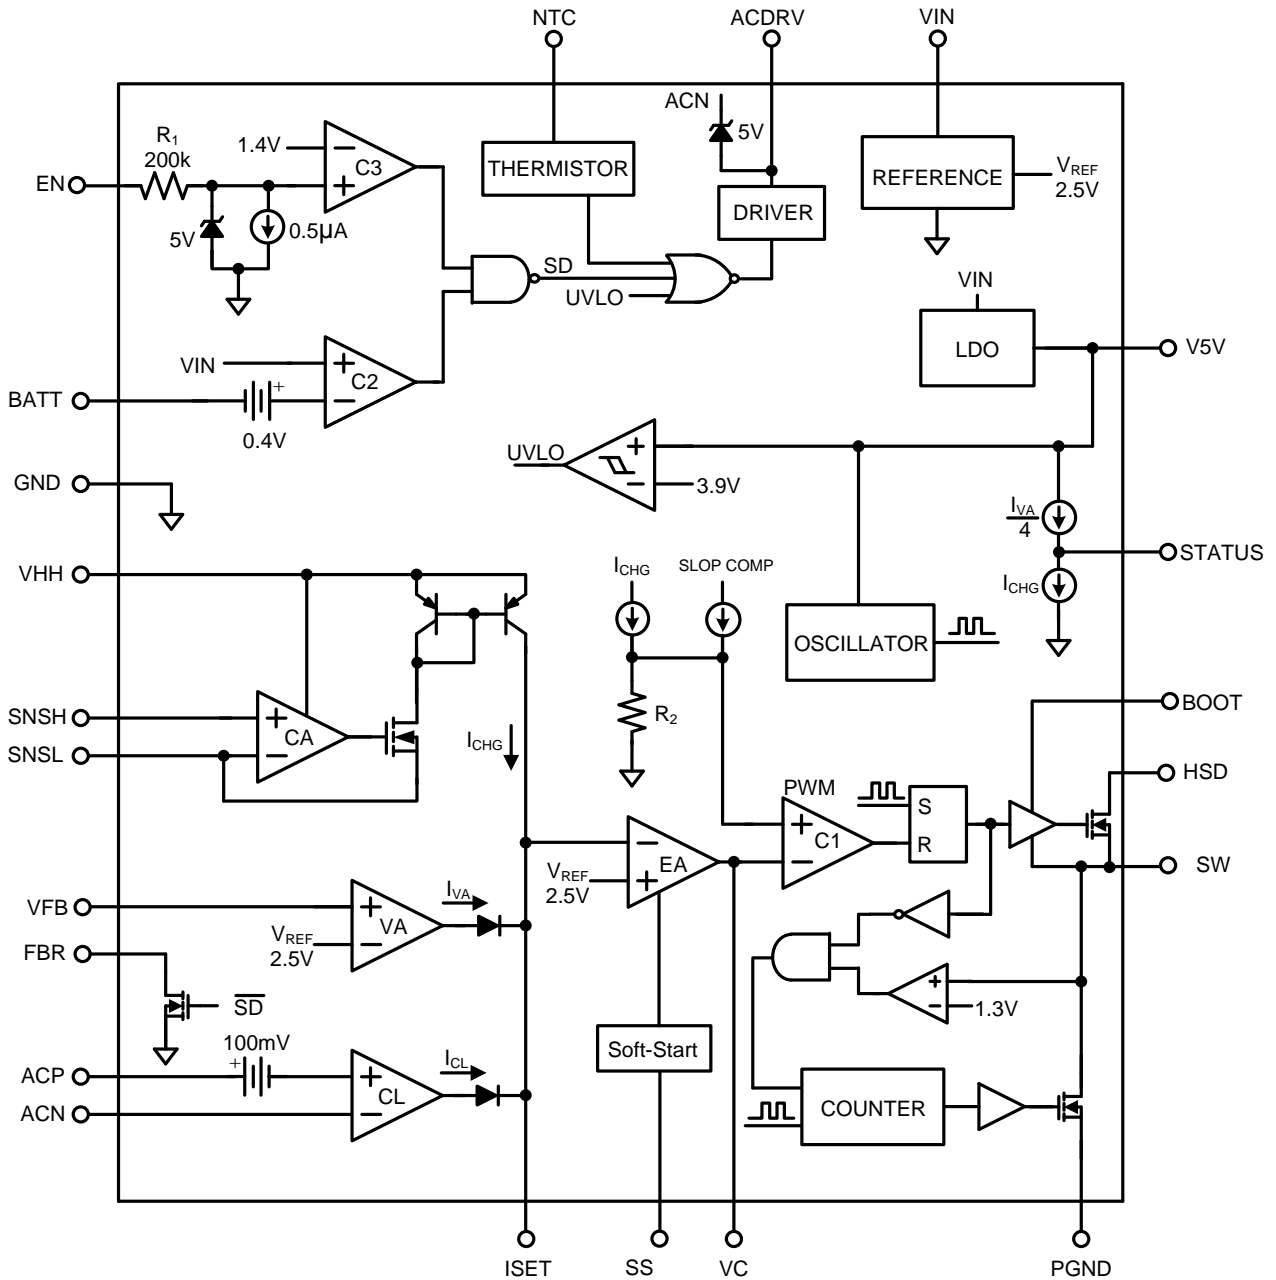 NTC
ACDRV
VIN
R1
200k
1.4V
C3
EN
5V
0.5µA
THERMISTOR
ACN
5V
DRIVER
REFERENCE
VREF
2.5V
SD
UVLO
VIN
LDO
V5V
VIN
C2
BATT
0.4V
UVLO
3.9V
GND
IVA
4
STATUS
VHH
ICHG
SLOP COMP
ICHG
OSCILLATOR
SNSH
CA
SNSL
ICHG
R2
BOOT
HSD
PWM
C1
S
R
SW
VREF
2.5V
EA
VFB
VREF
2.5V
VA
IVA
FBR
SD
1.3V
100mV
Soft-Start
ACP
ACN
CL
ICL
COUNTER
ISET
SS
VC
PGND